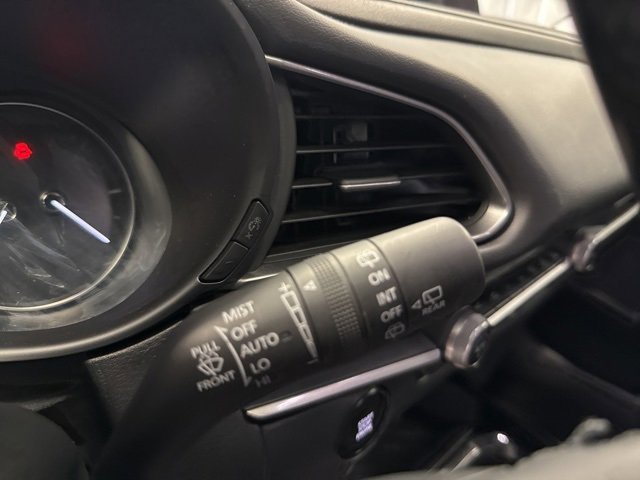 MIST
OFF
AUTO
LO
HI
PULL
FRONT
ON
INT
OFF
REAR